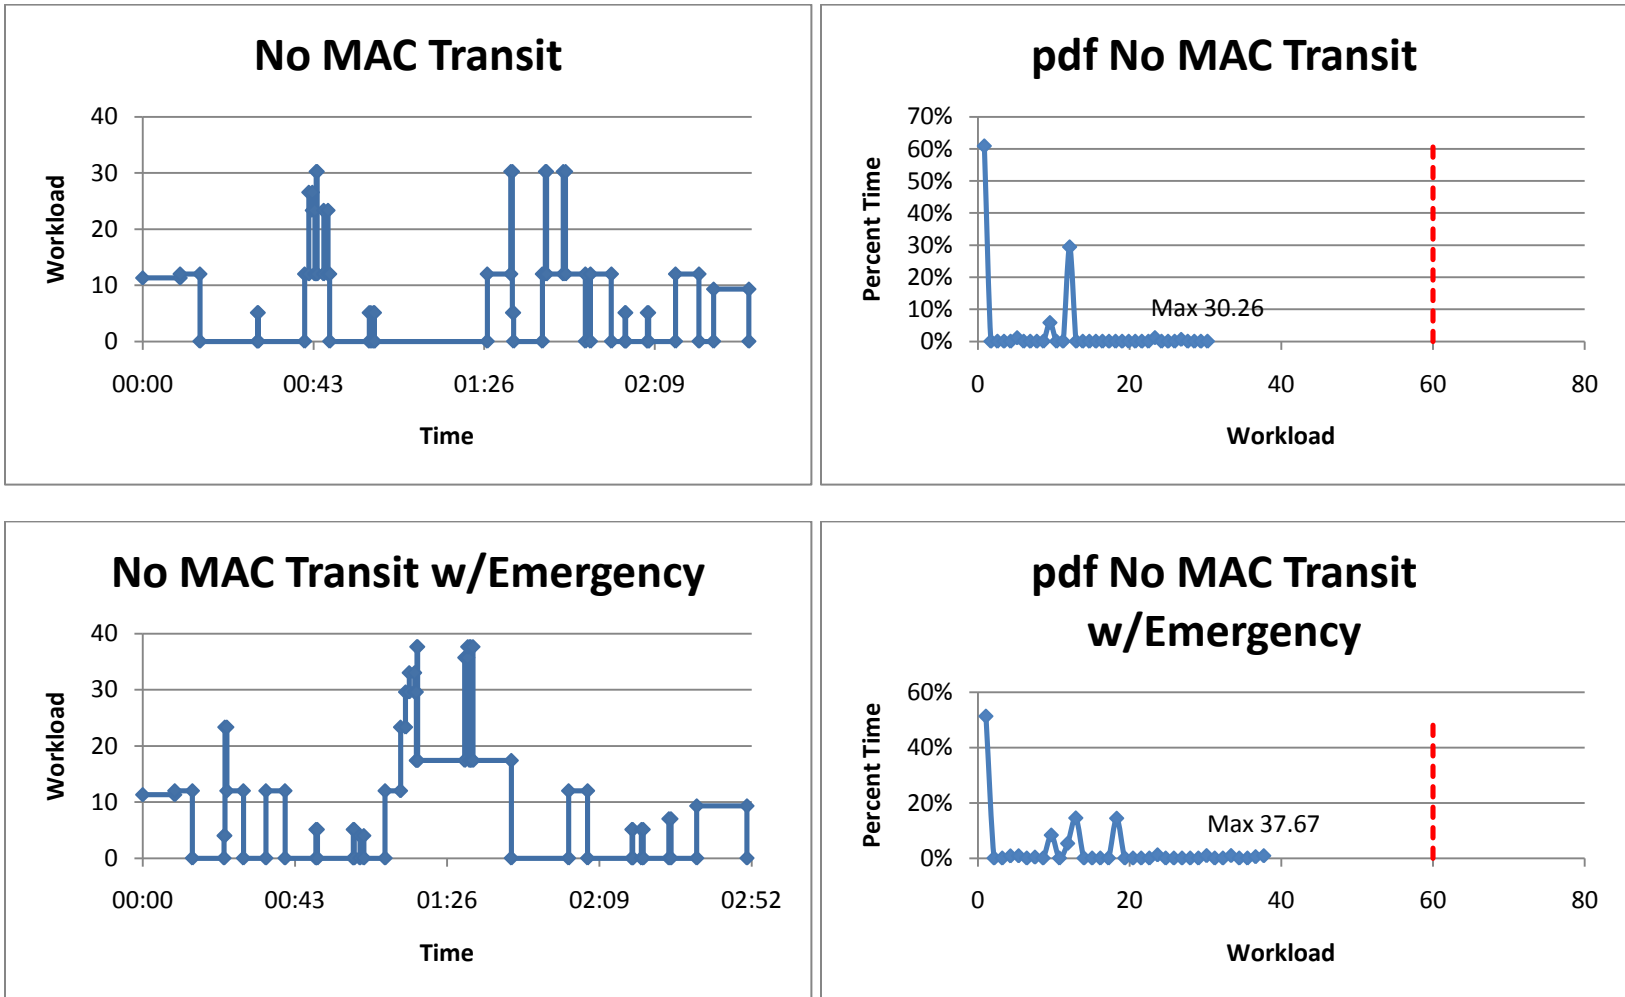 No MAC Transit
40
30
20
10
0
Workload
00:00 00:43 01:26 02:09
Time
pdf No MAC Transit
70%
60%
50%
40%
30%
20%
10%
0%
Percent Time
Max 30.26
0 20 40 60 80
Workload
No MAC Transit w/Emergency
40
30
20
10
0
Workload
00:00 00:43 01:26 02:09 02:52
Time
pdf No MAC Transit
w/Emergency
60%
40%
20%
0%
Percent Time
Max 37.67
0 20 40 60 80
Workload